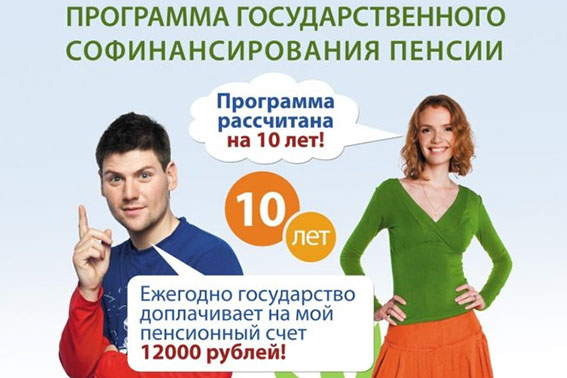 ПРОГРАММА ГОСУДАРСТВЕННОГО
СОФИНАНСИРОВАНИЯ ПЕНСИИ
Программа
рассчитана
на 10 лет!
10
лет
Ежегодно государство
доплачивает на мой
пенсионный счет
12000 рублей!